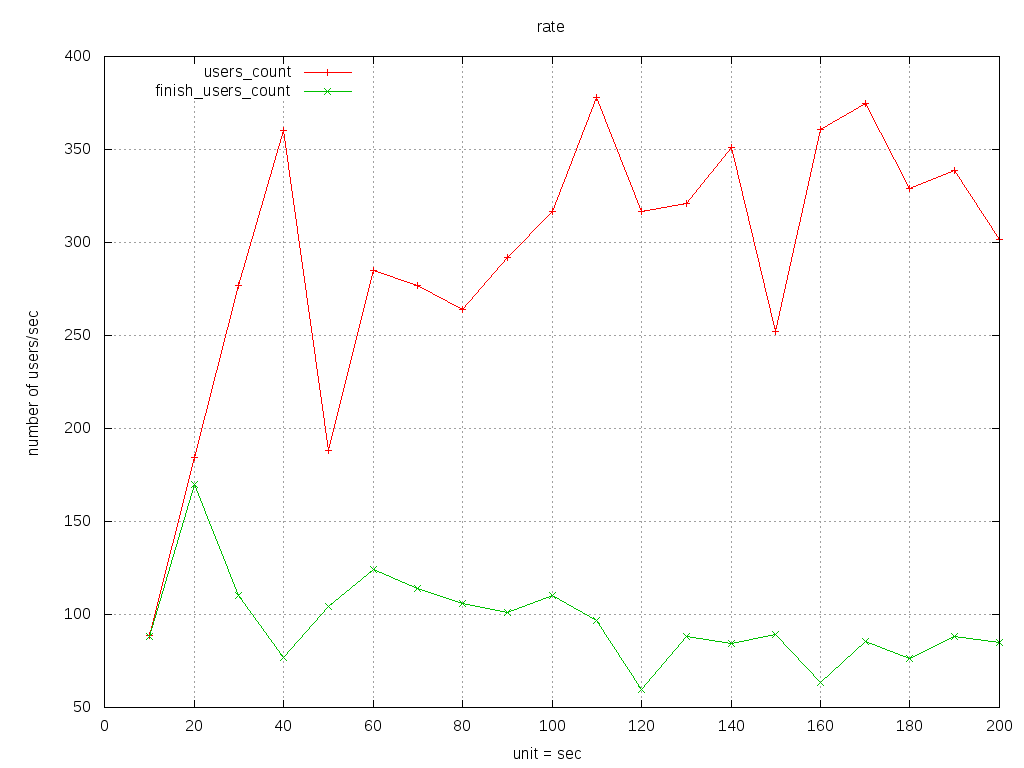 rate
400
users_count
finish_users_count
350
300
250
200
150
100
50
number of users/sec
0 20 40 60 80 100 120 140 160 180 200
unit = sec